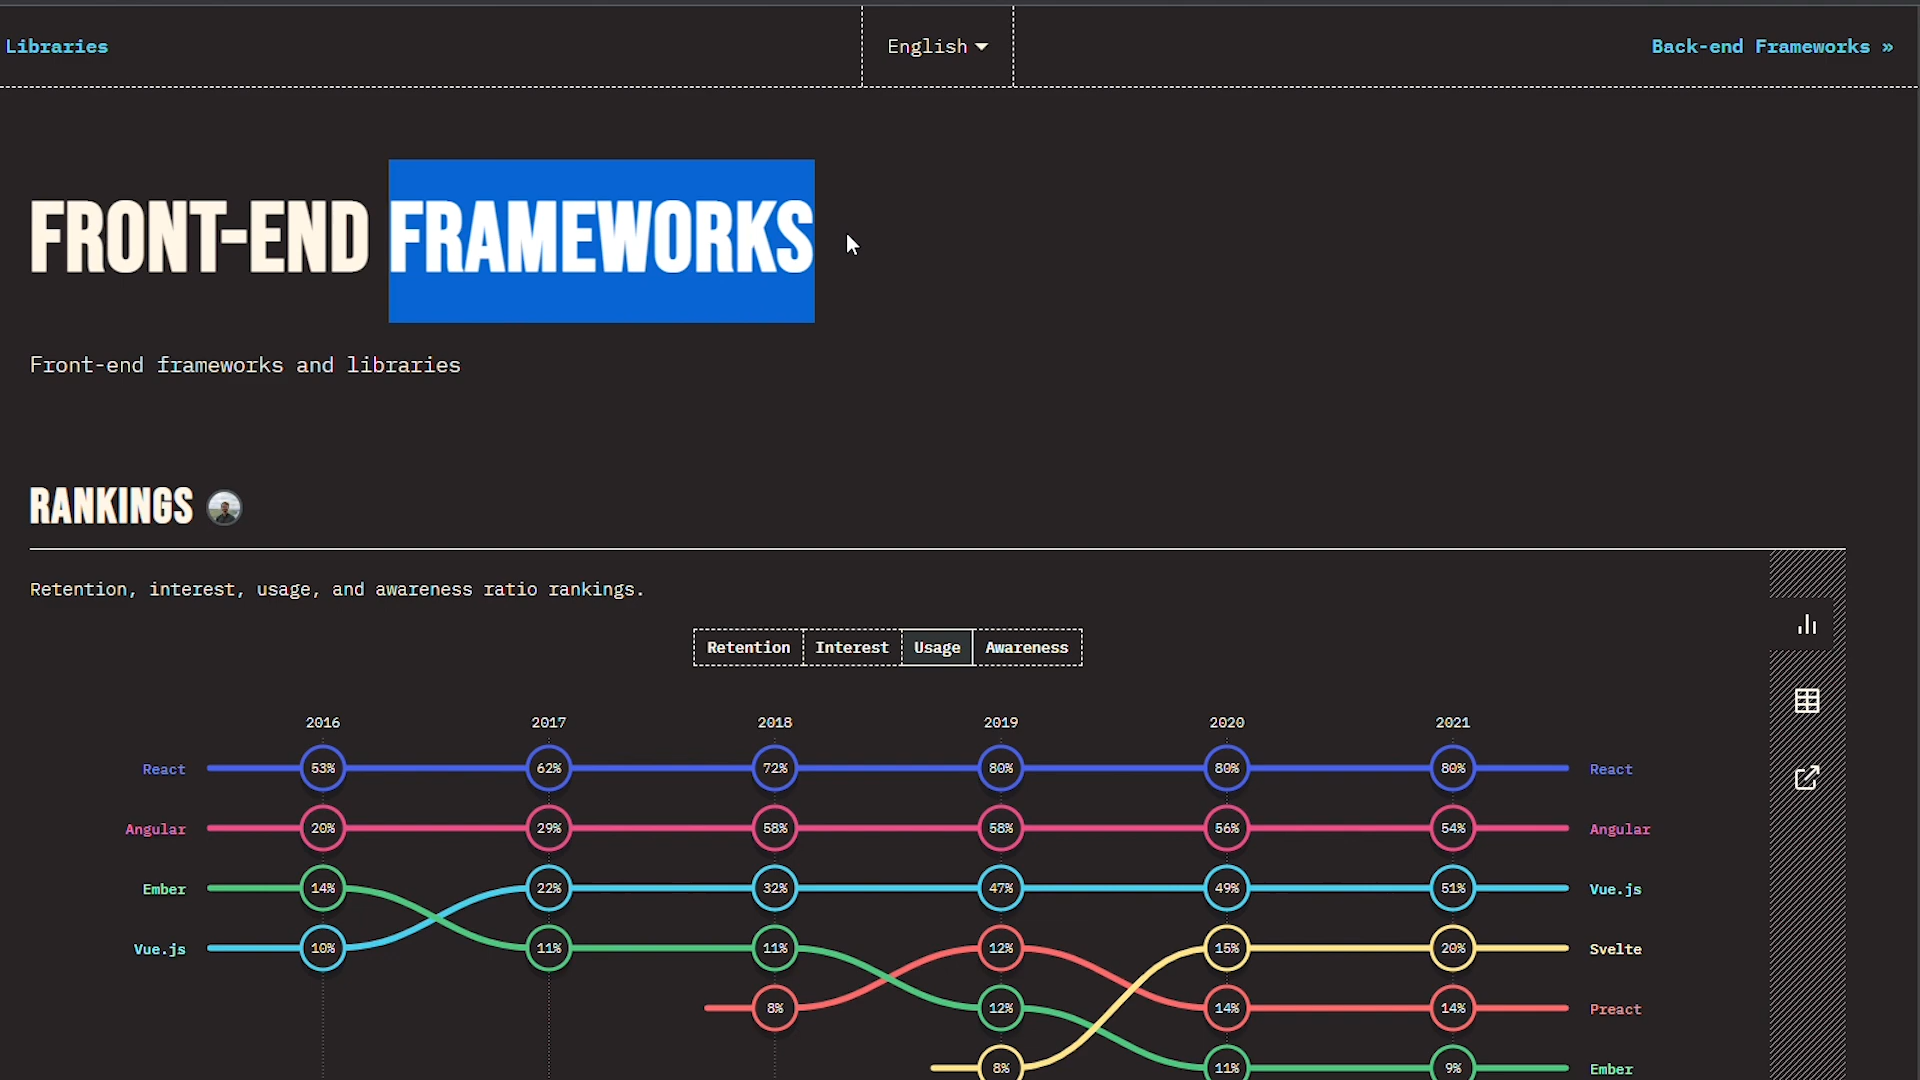 Libraries
English
Back-end Frameworks »
FRONT-END FRAMEWORKS
Front-end frameworks and libraries
RANKINGS
Retention, interest, usage, and awareness ratio rankings.
Retention Interest Usage Awareness
2016 2017 2018 2019 2020 2021
React 53% 62% 72% 80% 80% 80% React
Angular 20% 29% 58% 58% 56% 54% Angular
Ember 14% 22% 32% 47% 49% 51% Vue.js
Vue.js 10% 11% 11% 12% 15% 20% Svelte
8% 12% 14% 14% Preact
8% 11% 9% Ember